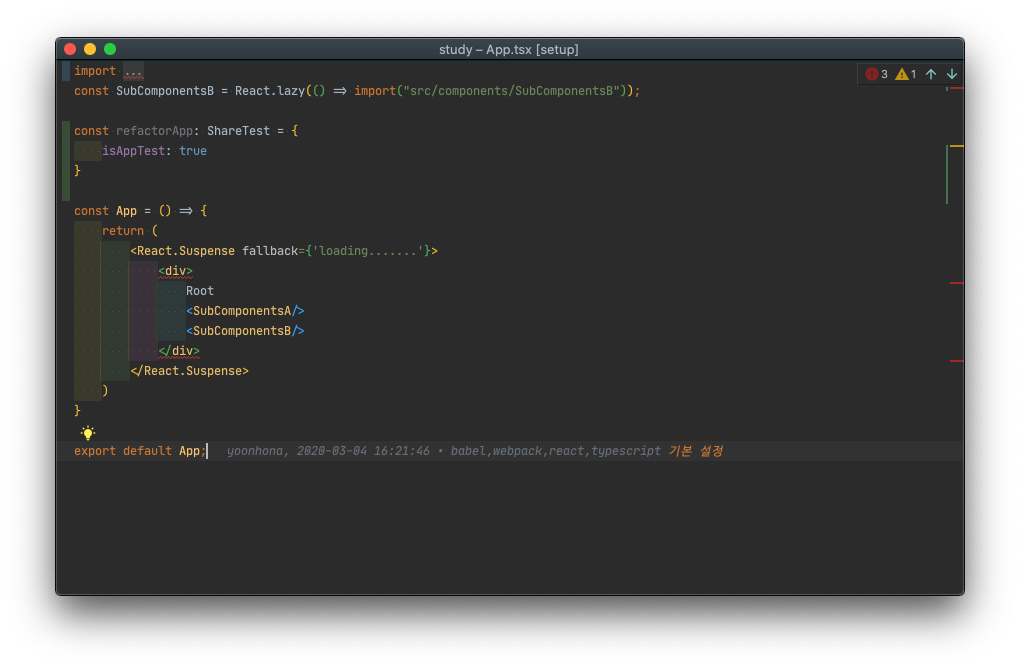 study – App.tsx [setup]
3 1
import ...
const SubComponentsB = React.lazy(() => import("src/components/SubComponentsB"));
const refactorApp: ShareTest = {
isAppTest: true
}
const App = () => {
return (
<React.Suspense fallback={'loading.......'}>
<div>
Root
<SubComponentsA/>
<SubComponentsB/>
</div>
</React.Suspense>
)
}
export default App; yoonhona, 2020-03-04 16:21:46 • babel,webpack,react,typescript 기본 설정